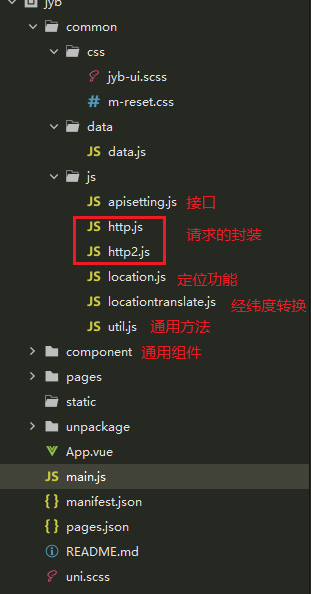 jyb
common
css
jyb-ui.scss
# m-reset.css
data
JS data.js
js
JS apisetting.js 接口
JS http.js 请求的封装
JS http2.js
JS location.js 定位功能
JS locationtranslate.js 经纬度转换
JS util.js 通用方法
component 通用组件
pages
static
unpackage
App.vue
JS main.js
{ } manifest.json
{ } pages.json
README.md
uni.scss